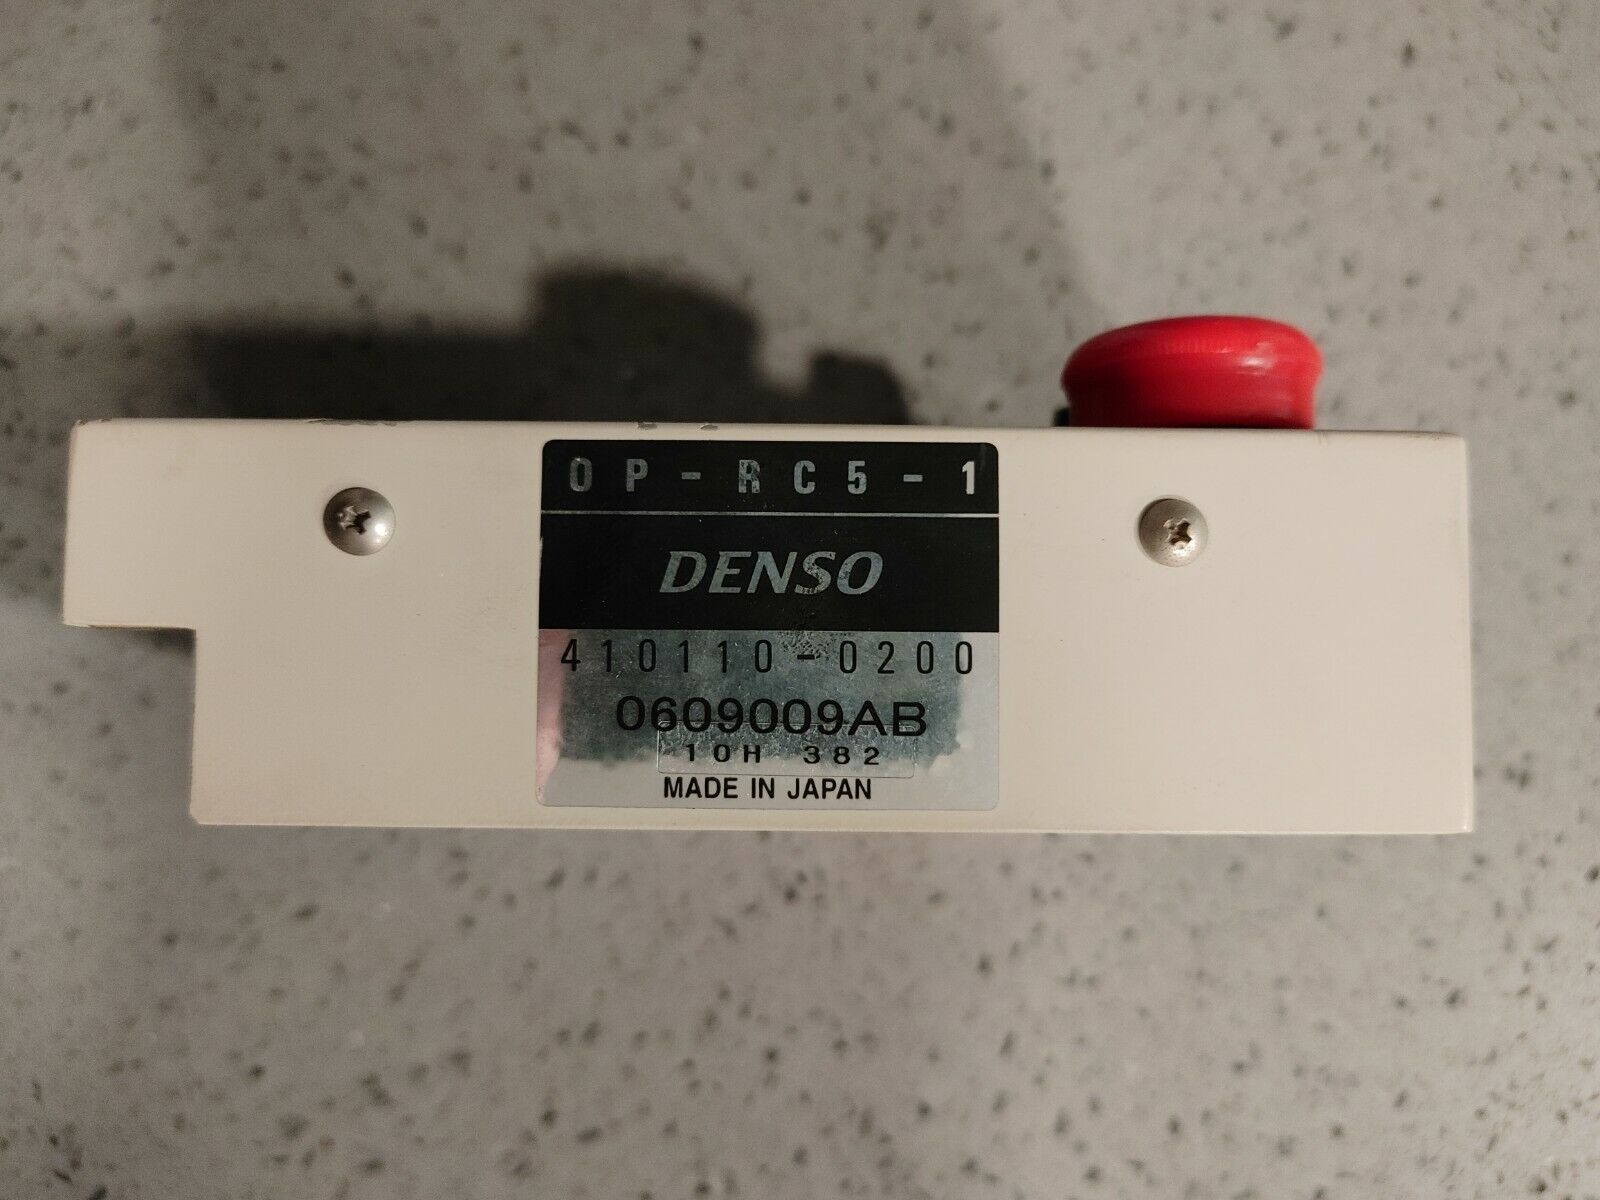 OP-RC5-1
DENSO
410110-0200
0609009AB
10H 382
MADE IN JAPAN